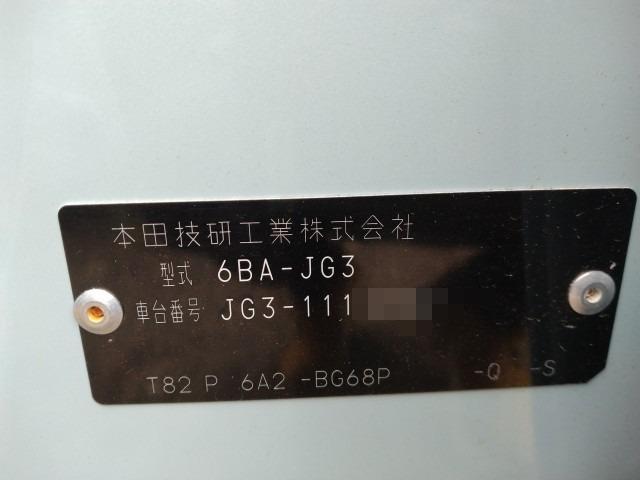 本田技研工業株式会社
型式 6BA-JG3
車台番号 JG3-111
T82 P 6A2 -BG68P -Q -S